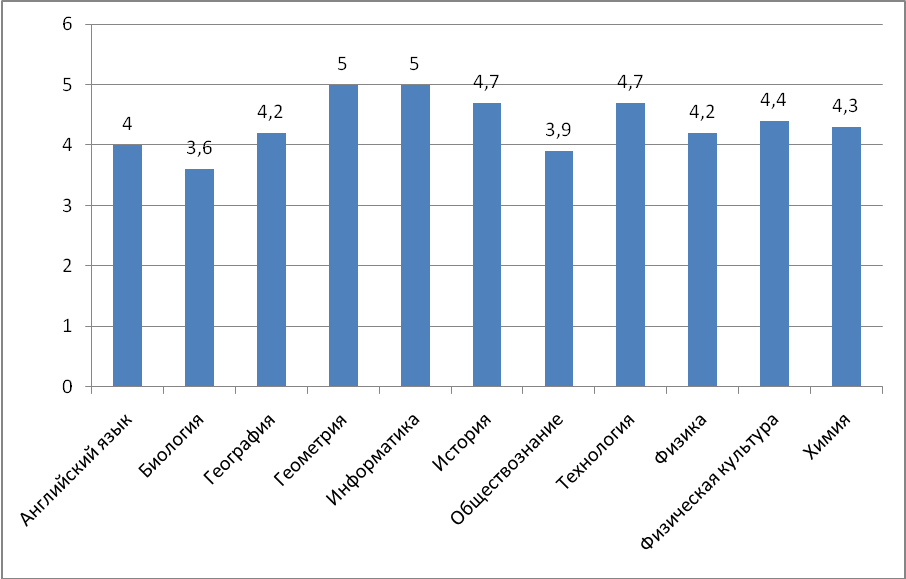 6
5
4
3
2
1
0
4
3,6
4,2
5
5
4,7
3,9
4,7
4,2
4,4
4,3
Английский язык
Биология
География
Геометрия
Информатика
История
Обществознание
Технология
Физика
Физическая культура
Химия